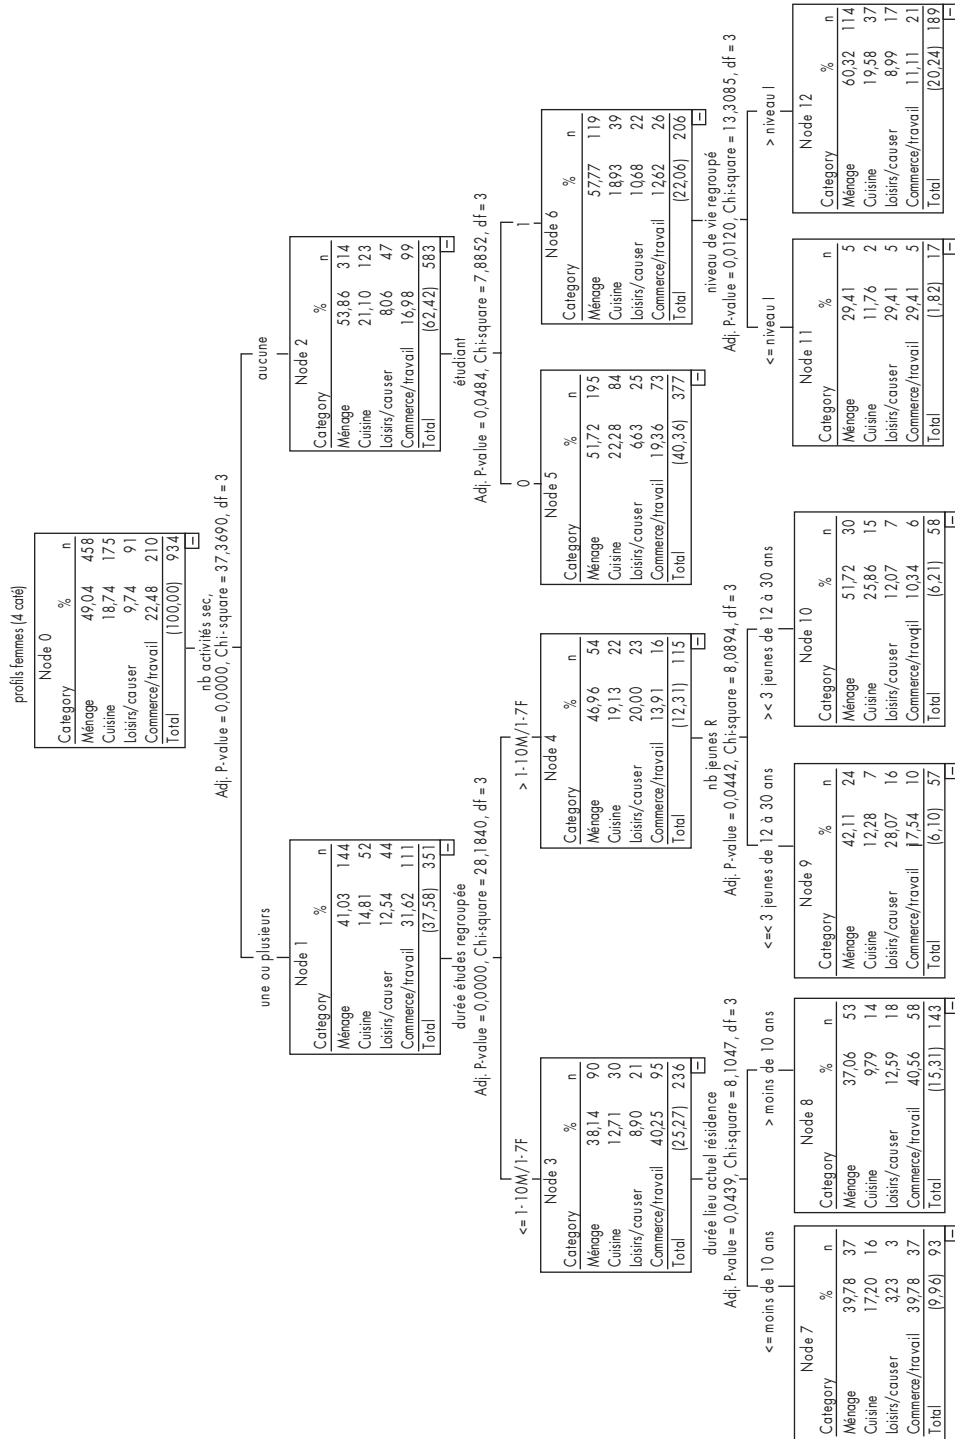 profils femmes (4 caté)
Node 0
Category % n
Ménage 49,04 458
Cuisine 18,74 175
Loisirs/causer 9,74 91
Commerce/travail 22,48 210
Total (100,00) 934
nb activités sec,
Adj. P-value = 0,0000, Chi-square = 37,3690, df = 3
une ou plusieurs
aucune
Node 1
Category % n
Ménage 41,03 144
Cuisine 14,81 52
Loisirs/causer 12,54 44
Commerce/travail 31,62 111
Total (37,58) 351
durée études regroupée
Adj. P-value = 0,0000, Chi-square = 28,1840, df = 3
Node 2
Category % n
Ménage 53,86 314
Cuisine 21,10 123
Loisirs/causer 8,06 47
Commerce/travail 16,98 99
Total (62,42) 583
étudiant
Adj. P-value = 0,0484, Chi-square = 7,8852, df = 3
<= 1-10M/1-7F
> 1-10M/1-7F
0
1
Node 3
Category % n
Ménage 38,14 90
Cuisine 12,71 30
Loisirs/causer 8,90 21
Commerce/travail 40,25 95
Total (25,27) 236
durée lieu actuel résidence
Adj. P-value = 0,0439, Chi-square = 8,1047, df = 3
Node 4
Category % n
Ménage 46,96 54
Cuisine 19,13 22
Loisirs/causer 20,00 23
Commerce/travail 13,91 16
Total (12,31) 115
nb jeunes R
Adj. P-value = 0,0442, Chi-square = 8,0894, df = 3
Node 5
Category % n
Ménage 51,72 195
Cuisine 22,28 84
Loisirs/causer 6,63 25
Commerce/travail 19,36 73
Total (40,36) 377
Node 6
Category % n
Ménage 57,77 119
Cuisine 18,93 39
Loisirs/causer 10,68 22
Commerce/travail 12,62 26
Total (22,06) 206
niveau de vie regroupé
Adj. P-value = 0,0120, Chi-square = 13,3085, df = 3
<= moins de 10 ans
> moins de 10 ans
<=< 3 jeunes de 12 à 30 ans
>< 3 jeunes de 12 à 30 ans
<= niveau I
> niveau I
Node 7
Category % n
Ménage 39,78 37
Cuisine 17,20 16
Loisirs/causer 3,23 3
Commerce/travail 39,78 37
Total (9,96) 93
Node 8
Category % n
Ménage 37,06 53
Cuisine 9,79 14
Loisirs/causer 12,59 18
Commerce/travail 40,56 58
Total (15,31) 143
Node 9
Category % n
Ménage 42,11 24
Cuisine 12,28 7
Loisirs/causer 28,07 16
Commerce/travail 17,54 10
Total (6,10) 57
Node 10
Category % n
Ménage 51,72 30
Cuisine 25,86 15
Loisirs/causer 12,07 7
Commerce/travail 10,34 6
Total (6,21) 58
Node 11
Category % n
Ménage 29,41 5
Cuisine 11,76 2
Loisirs/causer 29,41 5
Commerce/travail 29,41 5
Total (1,82) 17
Node 12
Category % n
Ménage 60,32 114
Cuisine 19,58 37
Loisirs/causer 8,99 17
Commerce/travail 11,11 21
Total (20,24) 189